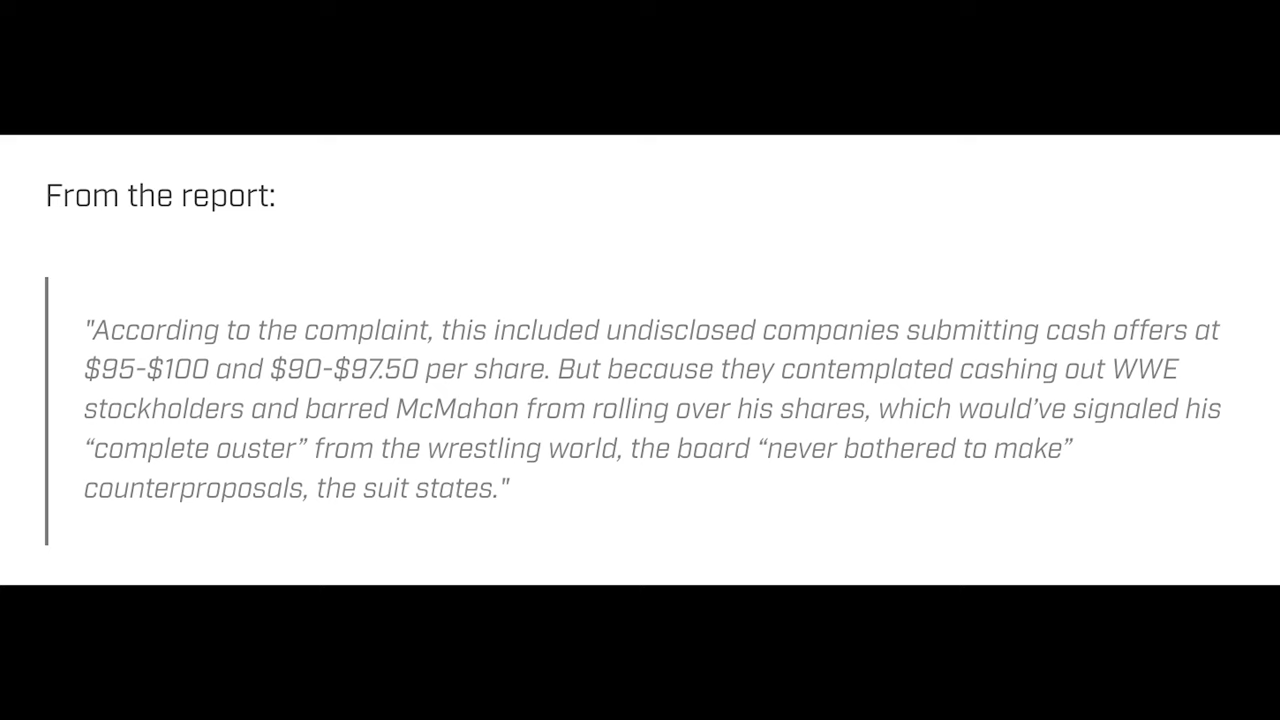 From the report:
"According to the complaint, this included undisclosed companies submitting cash offers at
$95-$100 and $90-$97.50 per share. But because they contemplated cashing out WWE
stockholders and barred McMahon from rolling over his shares, which would’ve signaled his
“complete ouster” from the wrestling world, the board “never bothered to make”
counterproposals, the suit states."